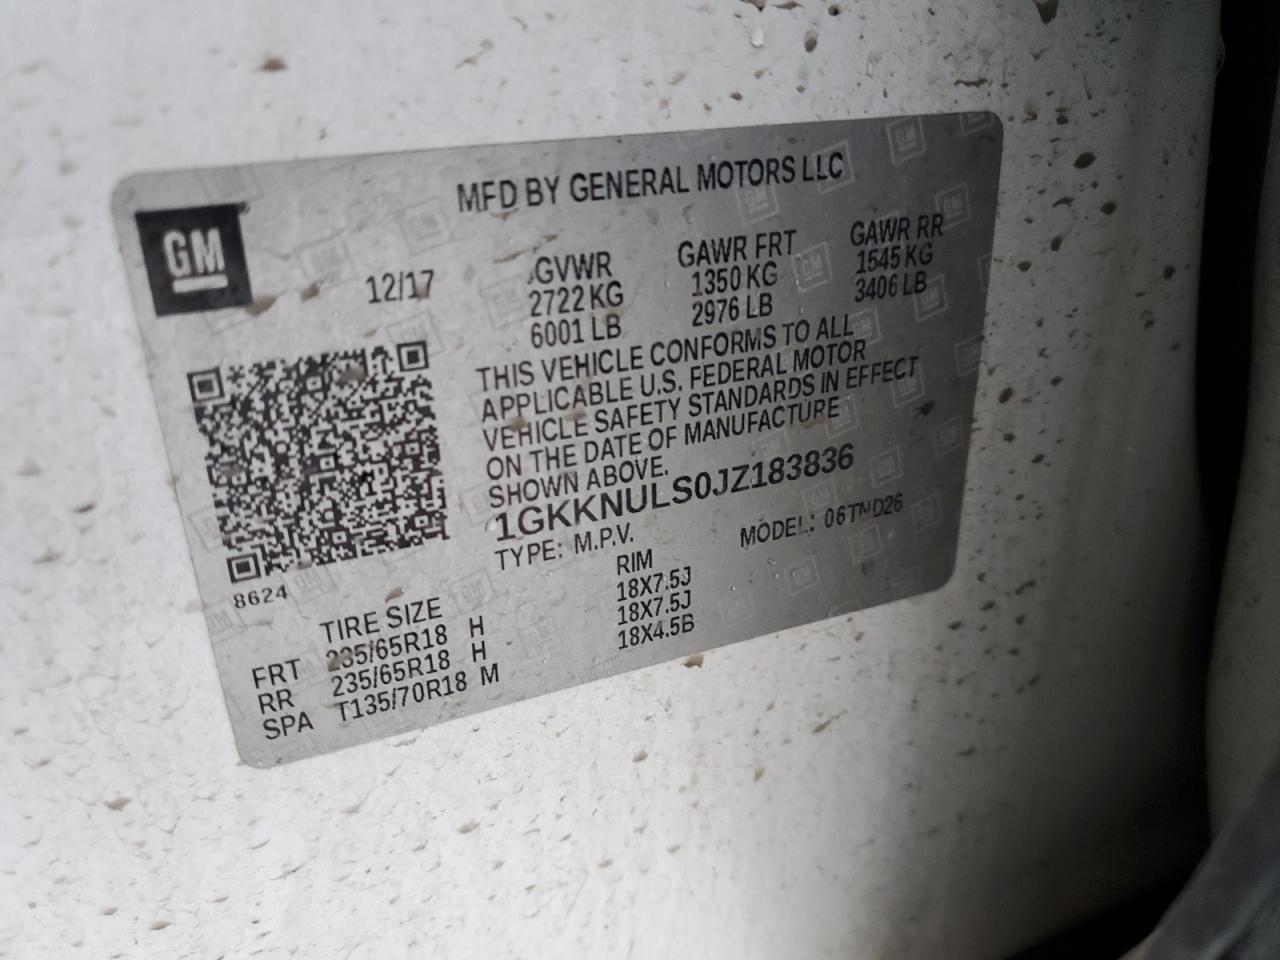 MFD BY GENERAL MOTORS LLC
GM
12/17
GVWR GAWR FRT GAWR RR
2722 KG 1350 KG 1545 KG
6001 LB 2976 LB 3406 LB
THIS VEHICLE CONFORMS TO ALL
APPLICABLE U.S. FEDERAL MOTOR
VEHICLE SAFETY STANDARDS IN EFFECT
ON THE DATE OF MANUFACTURE
SHOWN ABOVE.
1GKKNULS0JZ183836
TYPE: M.P.V. MODEL: 06TND26
8624
TIRE SIZE RIM
FRT 235/65R18 H 18X7.5J
RR 235/65R18 H 18X7.5J
SPA T135/70R18 M 18X4.5B